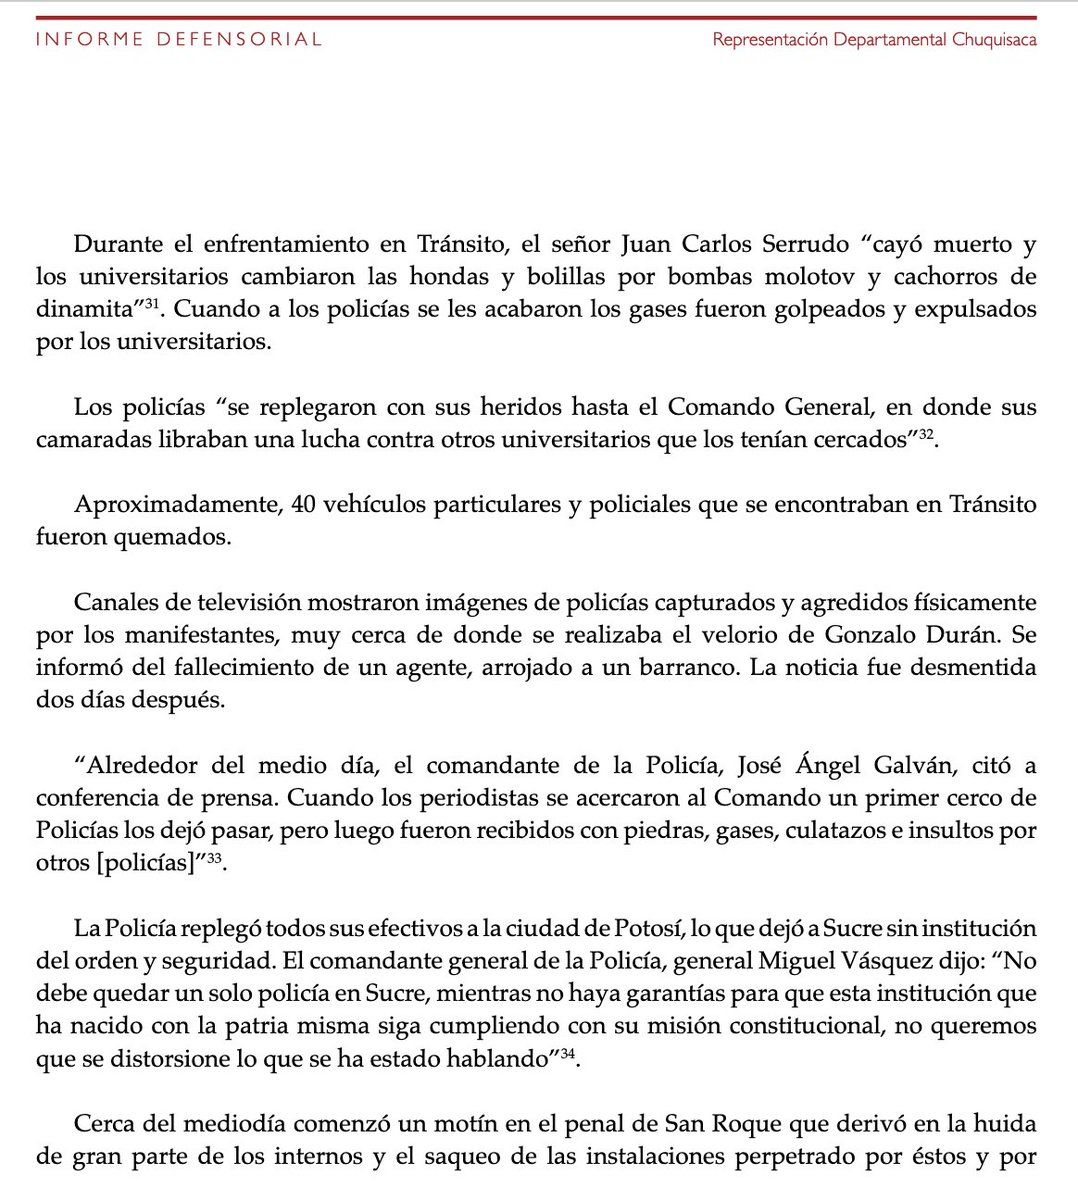 INFORME DEFENSORIAL
Representación Departamental Chuquisaca
Durante el enfrentamiento en Tránsito, el señor Juan Carlos Serrudo “cayó muerto y
los universitarios cambiaron las hondas y bolillas por bombas molotov y cachorros de
dinamita”³¹. Cuando a los policías se les acabaron los gases fueron golpeados y expulsados
por los universitarios.
Los policías “se replegaron con sus heridos hasta el Comando General, en donde sus
camaradas libraban una lucha contra otros universitarios que los tenían cercados”³².
Aproximadamente, 40 vehículos particulares y policiales que se encontraban en Tránsito
fueron quemados.
Canales de televisión mostraron imágenes de policías capturados y agredidos físicamente
por los manifestantes, muy cerca de donde se realizaba el velorio de Gonzalo Durán. Se
informó del fallecimiento de un agente, arrojado a un barranco. La noticia fue desmentida
dos días después.
“Alrededor del medio día, el comandante de la Policía, José Ángel Galván, citó a
conferencia de prensa. Cuando los periodistas se acercaron al Comando un primer cerco de
Policías los dejó pasar, pero luego fueron recibidos con piedras, gases, culatazos e insultos por
otros [policías]”³³.
La Policía replegó todos sus efectivos a la ciudad de Potosí, lo que dejó a Sucre sin institución
del orden y seguridad. El comandante general de la Policía, general Miguel Vásquez dijo: “No
debe quedar un solo policía en Sucre, mientras no haya garantías para que esta institución que
ha nacido con la patria misma siga cumpliendo con su misión constitucional, no queremos
que se distorsione lo que se ha estado hablando”³⁴.
Cerca del mediodía comenzó un motín en el penal de San Roque que derivó en la huida
de gran parte de los internos y el saqueo de las instalaciones perpetrado por éstos y por